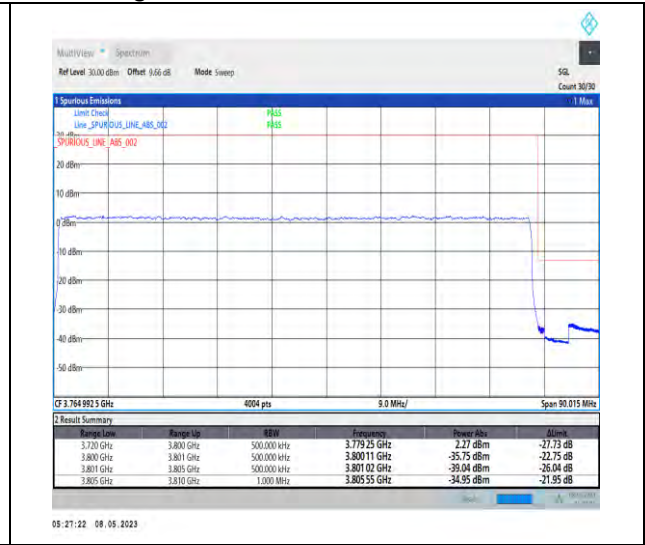 MultiView Spectrum
Ref Level 30.00 dBm Offset 9.66 dB Mode Sweep SGL
Count 30/30
1 Spurious Emissions 1 Max
Limit Check PASS
Line _SPURIOUS_LINE_ABS_002 PASS
_SPURIOUS_LINE_ABS_002
20 dBm
10 dBm
0 dBm
-10 dBm
-20 dBm
-30 dBm
-40 dBm
-50 dBm
CF 3.764 992 5 GHz 4004 pts 9.0 MHz/ Span 90.015 MHz
2 Result Summary
Range Low Range Up RBW Frequency Power Abs ΔLimit
3.720 GHz 3.800 GHz 500.000 kHz 3.779 25 GHz 2.27 dBm -27.73 dB
3.800 GHz 3.801 GHz 500.000 kHz 3.800 11 GHz -35.75 dBm -22.75 dB
3.801 GHz 3.805 GHz 500.000 kHz 3.801 02 GHz -39.04 dBm -26.04 dB
3.805 GHz 3.810 GHz 1.000 MHz 3.805 55 GHz -34.95 dBm -21.95 dB
05:27:22 08.05.2023